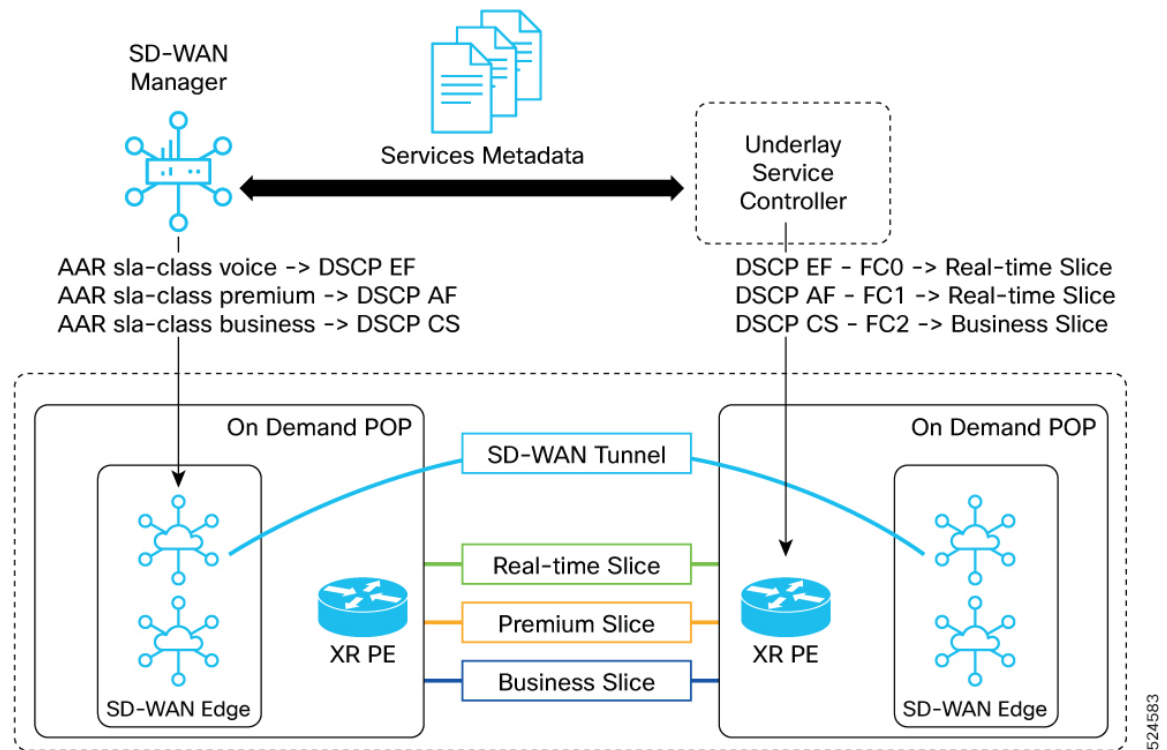 SD-WAN
Manager
Services Metadata
Underlay
Service
Controller
AAR sla-class voice -> DSCP EF
AAR sla-class premium -> DSCP AF
AAR sla-class business -> DSCP CS
DSCP EF - FC0 -> Real-time Slice
DSCP AF - FC1 -> Real-time Slice
DSCP CS - FC2 -> Business Slice
On Demand POP
SD-WAN Edge
XR PE
SD-WAN Tunnel
Real-time Slice
Premium Slice
Business Slice
On Demand POP
XR PE
SD-WAN Edge
524583